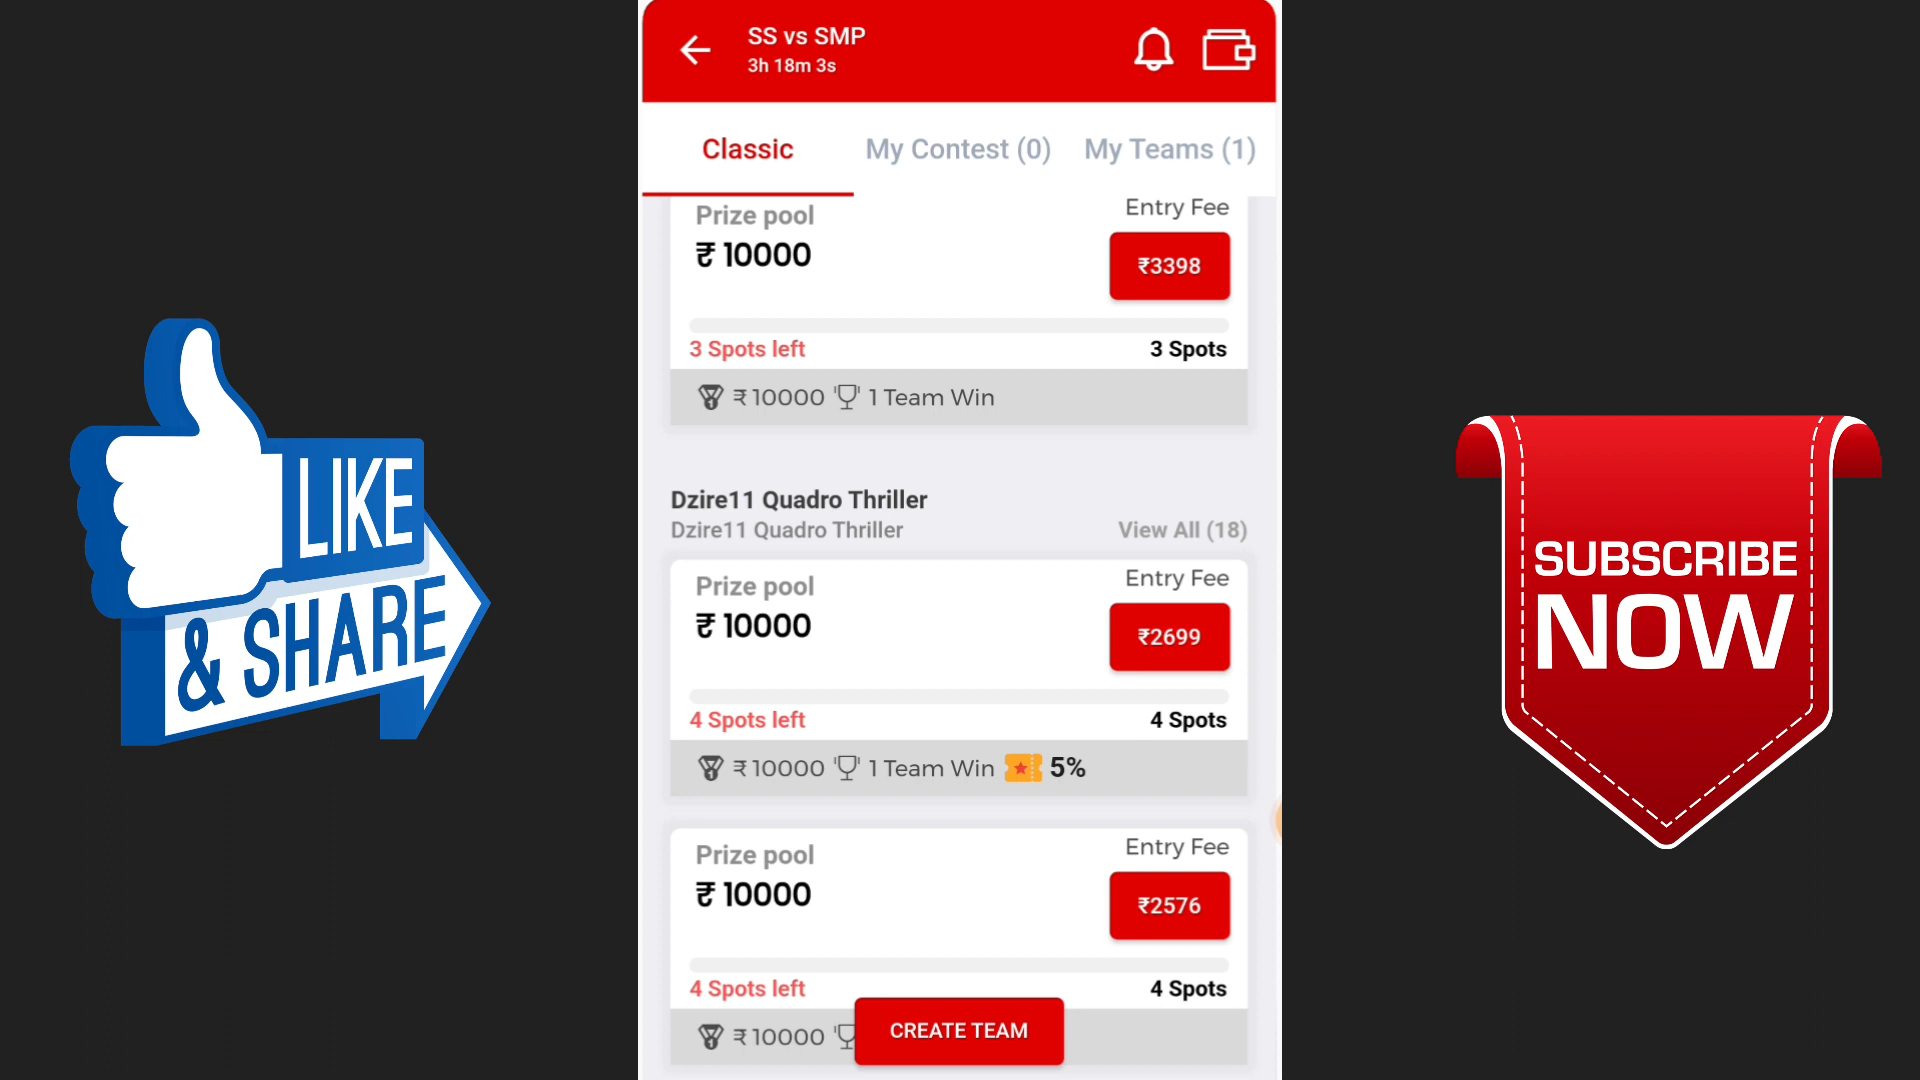 LIKE
& SHARE
SS vs SMP
3h 18m 3s
Classic
My Contest (0)
My Teams (1)
Prize pool
Entry Fee
₹ 10000
₹3398
3 Spots left
3 Spots
1
₹ 10000
1 Team Win
Dzire11 Quadro Thriller
Dzire11 Quadro Thriller
View All (18)
Prize pool
Entry Fee
₹ 10000
₹2699
4 Spots left
4 Spots
1
₹ 10000
1 Team Win
5%
Prize pool
Entry Fee
₹ 10000
₹2576
4 Spots left
4 Spots
1
₹ 10000
CREATE TEAM
SUBSCRIBE
NOW